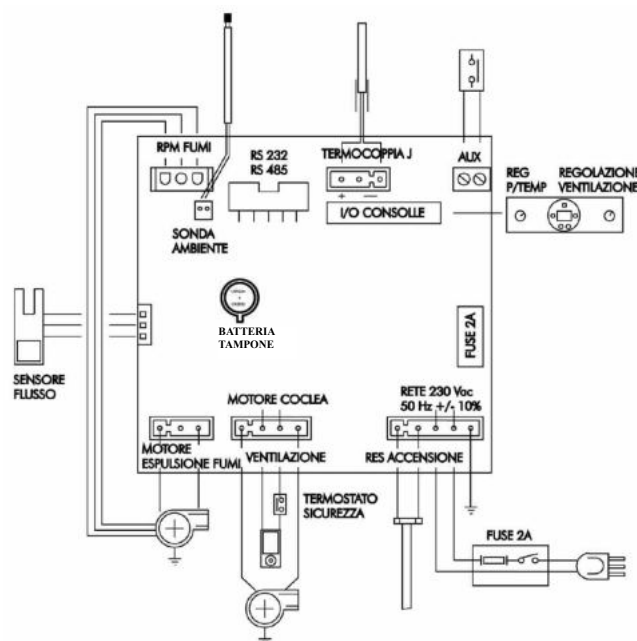 RPM FUMI
RS 232
RS 485
TERMOCOPPIA J
AUX
REG
P/TEMP
REGOLAZIONE
VENTILAZIONE
+ —
I/O CONSOLLE
SONDA
AMBIENTE
BATTERIA
TAMPONE
FUSE 2A
SENSORE
FLUSSO
MOTORE COCLEA
RETE 230 Vac
50 Hz +/- 10%
MOTORE
ESPULSIONE FUMI
VENTILAZIONE
RES ACCENSIONE
TERMOSTATO
SICUREZZA
FUSE 2A